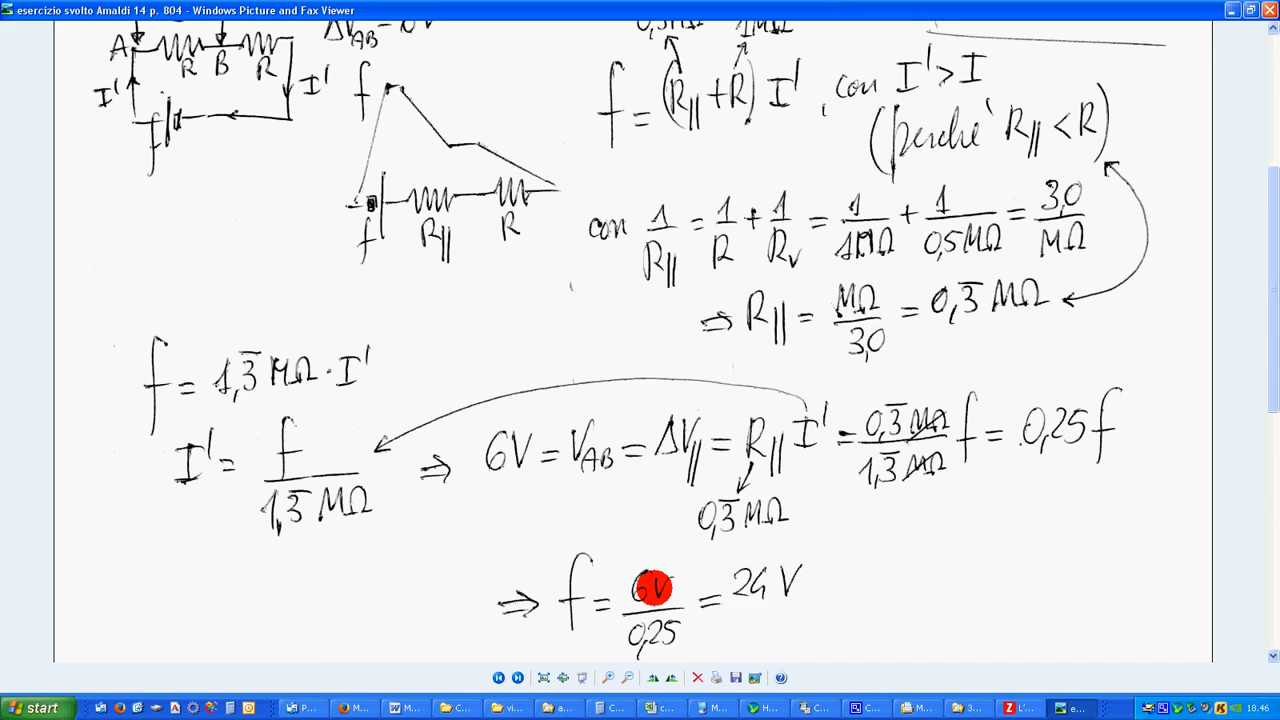 esercizio svolto Amaldi 14 p. 804 - Windows Picture and Fax Viewer
A R B R
I' I'
f
f
f R|| R
f = (R|| + R) I' , con I' > I
(perché R|| < R)
con 1/R|| = 1/R + 1/Rv = 1/1MΩ + 1/0,5MΩ = 3,0/MΩ
⇒ R|| = MΩ/3,0 = 0,3̅ MΩ
f = 1,3̅ MΩ · I'
I' = f/1,3̅ MΩ ⇒ 6V = VAB = ΔV|| = R|| I' = 0,3̅ MΩ/1,3̅ MΩ f = 0,25 f
0,3̅ MΩ
⇒ f = 6V/0,25 = 24 V
start P... M... W M... C... vi... a... C... c... M... H... C... C... M... 3... Z L'... e... 18.46